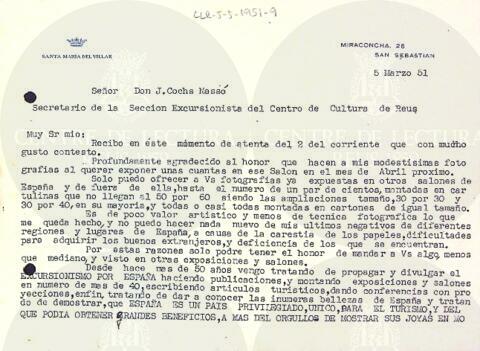 CLR-5-5-1951-9
SANTA MARIA DEL VILLAR
MIRACONCHA, 26
SAN SEBASTIAN
5 Marzo 51
Señor Don J.Cochs Massó
Secretario de la Seccion Excursionista del Centro de Cultura de Reus
Muy Sr mio;
Recibo en éste mómento de atenta del 2 del corriente que con mudho
gusto contesto.
Profundamente agradecido al honor que hacen a mis modestisimas foto
grafias al querer exponer unas cuantas en ese Salon en el mes de Abril proximo.
Solo puedo ofrecer a Vs fotografias ya expuestas en otros salones de
España y de fuera de ella,hasta el numero de un par de cientos,montadas en car
tulinas que no llegan al 50 por 60 siendo las ampliaciones tamaño,30 por 30 y
30 por 40,en su mayoria,y todas o casi todas montadas en cartones de igual tamaño.
Es de poco valor artistico y menos de tecnica fotografica lo que
me queda hecho,y no puedo hacer nada nuevo de mis ultimos negativos de diferentes
regiones y lugares de España,a causa de la carestia de los papeles,dificultades
para adquirir los buenos extranjeros,y deficiencia de los que se encuentran.
Por estas razones solo podre tener el honor de mandar a Vs algo, menos
que mediano,y visto en otras exposiciones y salones.
Desde hace mas de 50 años vengo tratando de propagar y divulgar el
EXCURSIONISMO POR ESPAÑA haciendo publicaciones,y montando exposiciones y salones
en numero de mas de 40,escribiendo articulos turisticos,dando conferencias con pro
yecciones,enfin,tratando de dar a conocer las inumeras bellezas de España y tratan
do de demostrar,que ESPAÑA ES UN PAIS PRIVILEGIADO,UNICO,PARA EL TURISMO,Y DEL
QUE PODIA OBTENER GRANDES BENEFICIOS,A MAS DEL ORGULLOS DE MOSTRAR SUS JOYAS EN MO